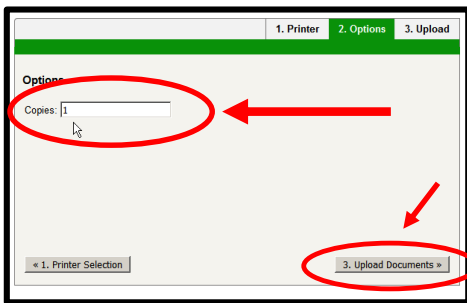 1. Printer 2. Options 3. Upload
Options
Copies: 1
« 1. Printer Selection 3. Upload Documents »